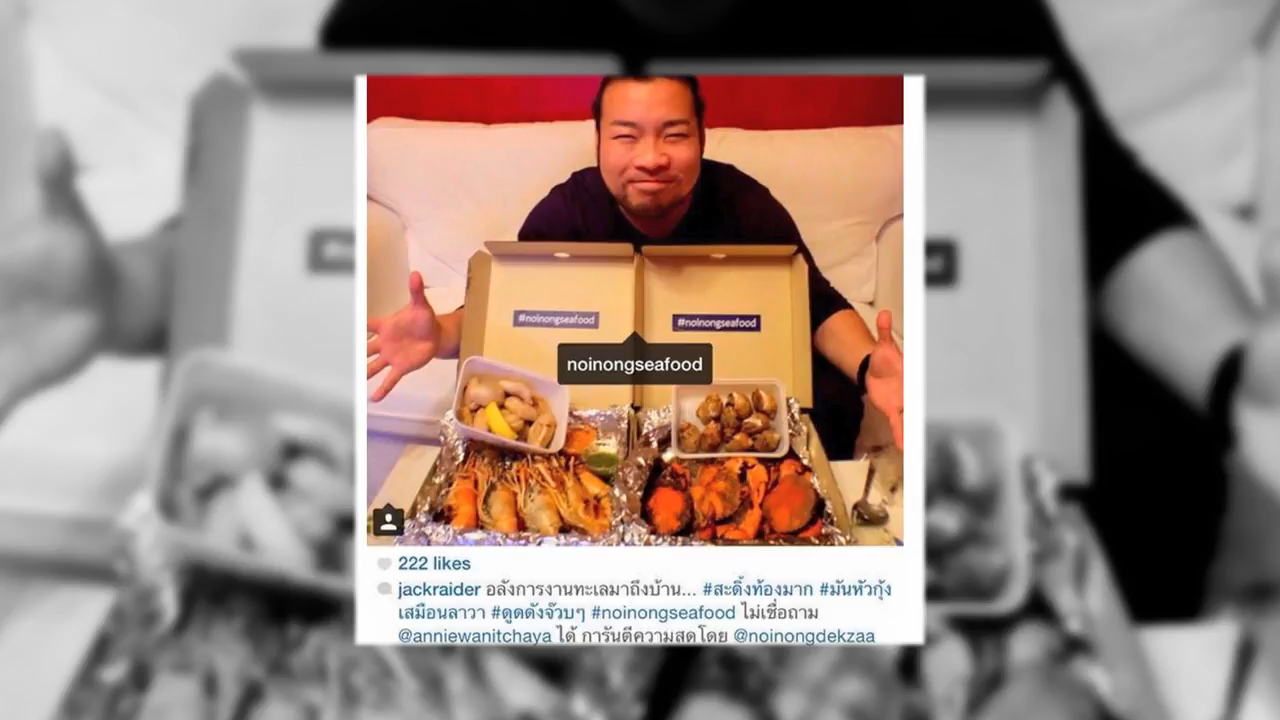 #noinongseafood
#noinongseafood
noinongseafood
222 likes
jackraider อลังการงานทะเลมาถึงบ้าน... #สะดิ้งท้องมาก #มันหัวกุ้ง
เสมือนลาวา #ดูดดังจ๊วบๆ #noinongseafood ไม่เชื่อถาม
@anniewanitchaya ได้ การันตีความสดโดย @noinongdekzaa